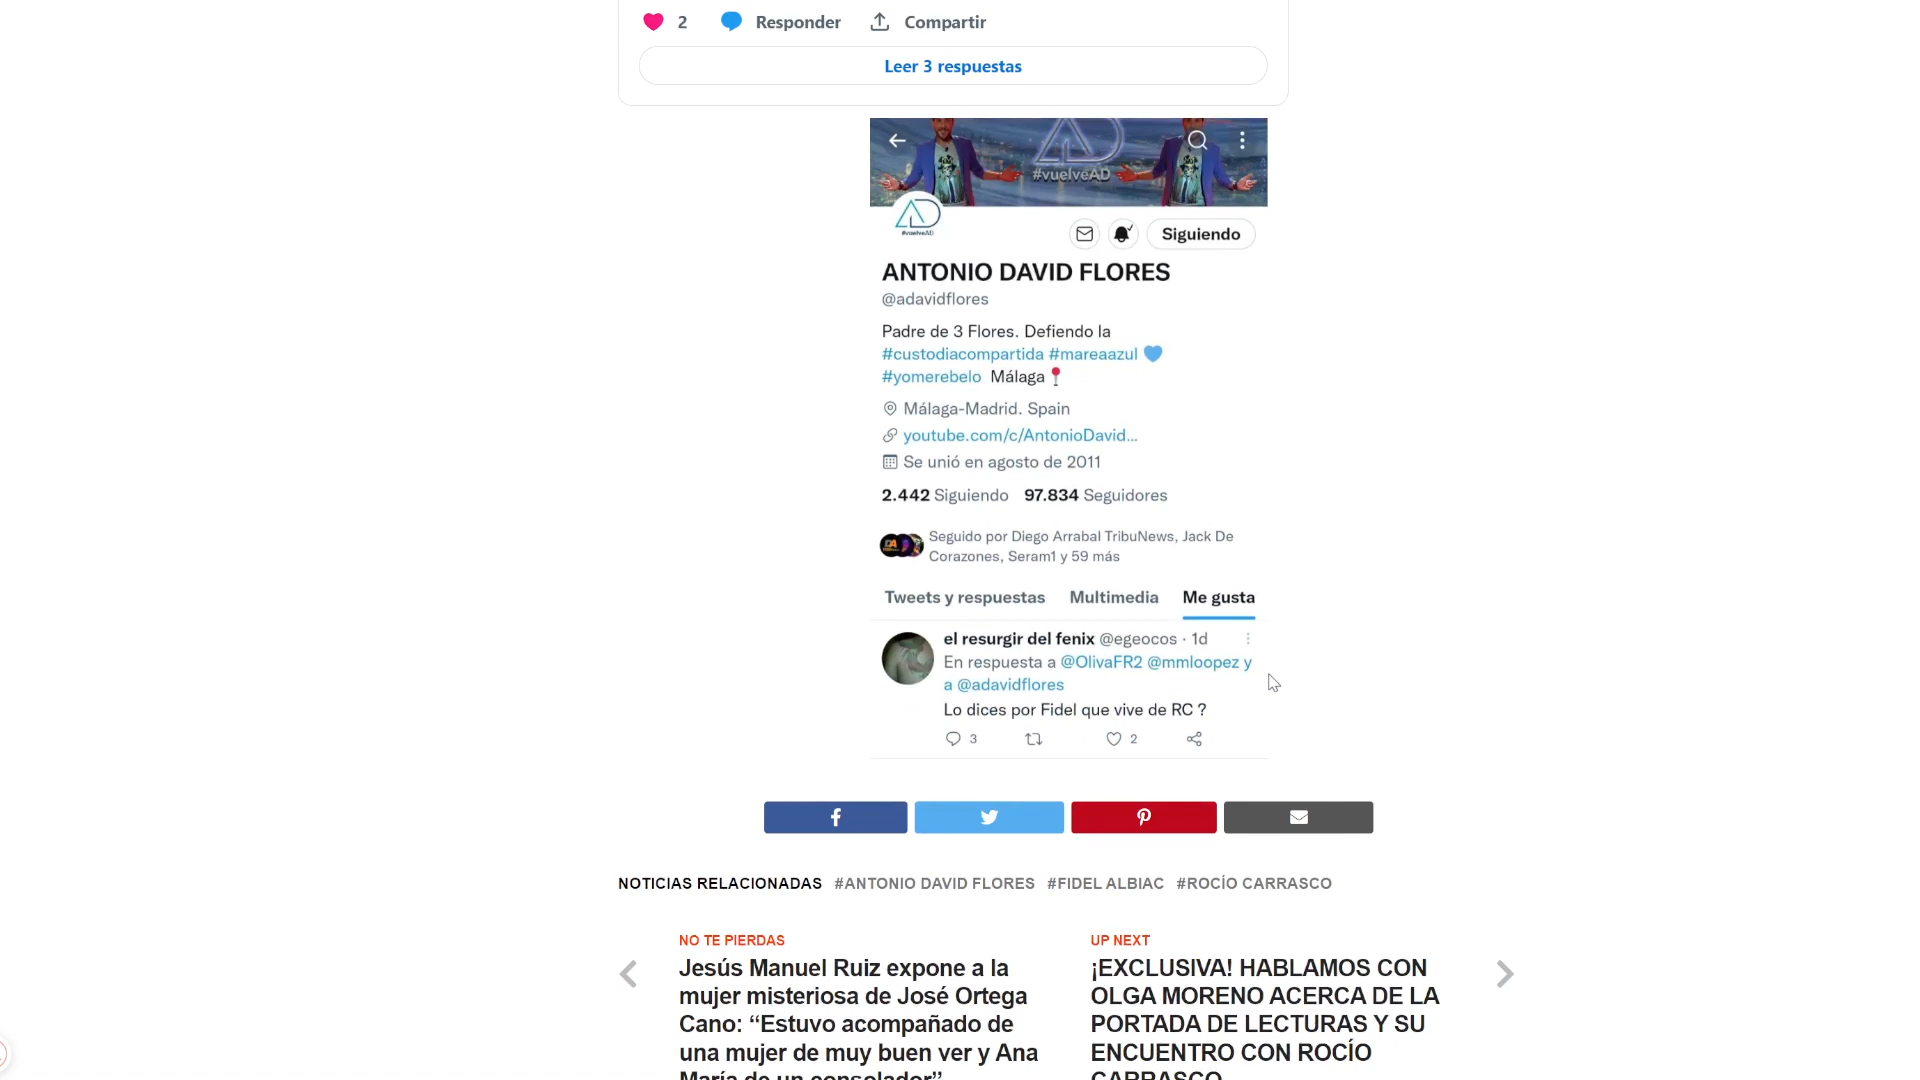 2 Responder Compartir
Leer 3 respuestas
#vuelveAD
#vuelveAD
Siguiendo
ANTONIO DAVID FLORES
@adavidflores
Padre de 3 Flores. Defiendo la
#custodiacompartida #mareaazul 💙
#yomerebelo Málaga📍
Málaga-Madrid. Spain
youtube.com/c/AntonioDavid...
Se unió en agosto de 2011
2.442 Siguiendo 97.834 Seguidores
Seguido por Diego Arrabal TribuNews, Jack De
Corazones, Seram1 y 59 más
Tweets y respuestas Multimedia Me gusta
el resurgir del fenix @egeocos · 1d
En respuesta a @OlivaFR2 @mmloopez y
a @adavidflores
Lo dices por Fidel que vive de RC ?
3 2
NOTICIAS RELACIONADAS #ANTONIO DAVID FLORES #FIDEL ALBIAC #ROCÍO CARRASCO
NO TE PIERDAS
Jesús Manuel Ruiz expone a la
mujer misteriosa de José Ortega
Cano: “Estuvo acompañado de
una mujer de muy buen ver y Ana
María de un consolador”
UP NEXT
¡EXCLUSIVA! HABLAMOS CON
OLGA MORENO ACERCA DE LA
PORTADA DE LECTURAS Y SU
ENCUENTRO CON ROCÍO
CARRASCO